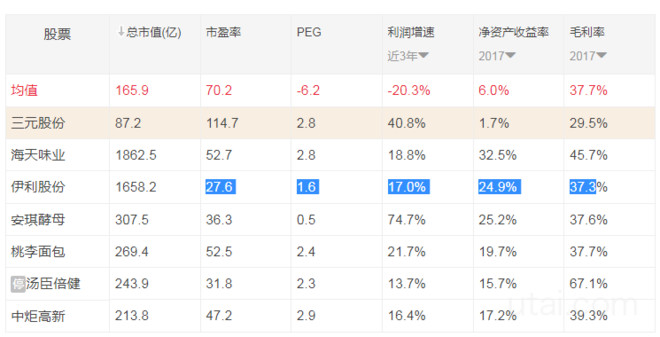 股票 ↓总市值(亿) 市盈率 PEG 利润增速 净资产收益率 毛利率
近3年 2017 2017
均值 165.9 70.2 -6.2 -20.3% 6.0% 37.7%
三元股份 87.2 114.7 2.8 40.8% 1.7% 29.5%
海天味业 1862.5 52.7 2.8 18.8% 32.5% 45.7%
伊利股份 1658.2 27.6 1.6 17.0% 24.9% 37.3%
安琪酵母 307.5 36.3 0.5 74.7% 25.2% 37.6%
桃李面包 269.4 52.5 2.4 21.7% 19.7% 37.7%
停 汤臣倍健 243.9 31.8 2.3 13.7% 15.7% 67.1%
中炬高新 213.8 47.2 2.9 16.4% 17.2% 39.3%